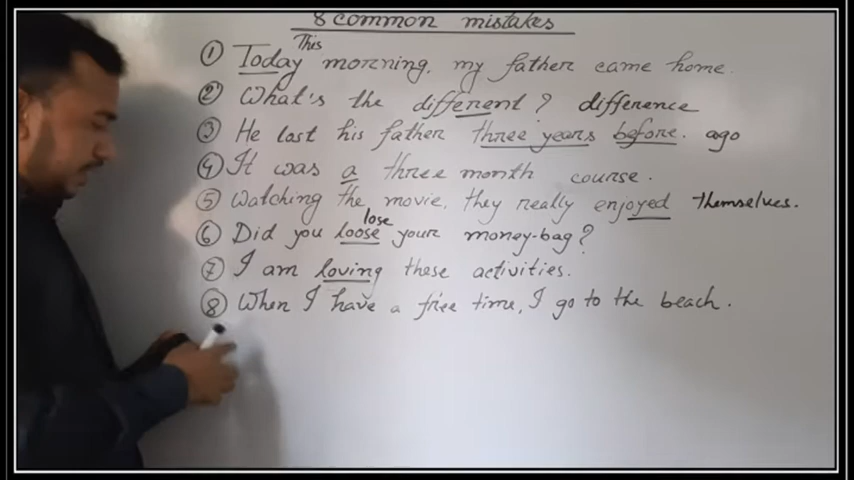 8 common mistakes
This
① Today morning, my father came home.
② What's the different? difference
③ He lost his father three years before. ago
④ It was a three month course.
⑤ Watching the movie, they really enjoyed themselves.
lose
⑥ Did you loose your money-bag?
⑦ I am loving these activities.
⑧ When I have a free time, I go to the beach.